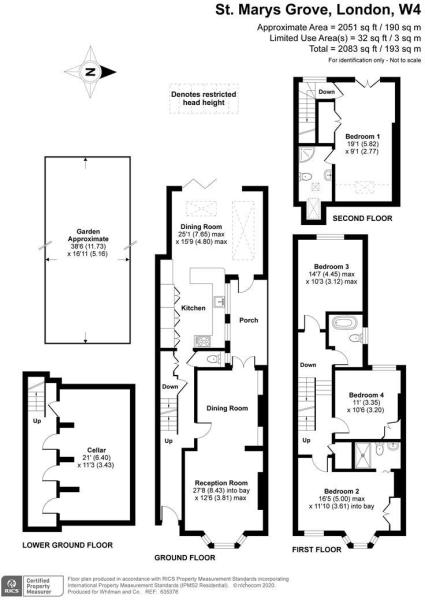 St. Marys Grove, London, W4
Approximate Area = 2051 sq ft / 190 sq m
Limited Use Area(s) = 32 sq ft / 3 sq m
Total = 2083 sq ft / 193 sq m
For identification only - Not to scale
N
Denotes restricted
head height
Down
Bedroom 1
19'1 (5.82)
x 9'1 (2.77)
SECOND FLOOR
Garden
Approximate
38'6 (11.73)
x 16'11 (5.16)
Dining Room
25'1 (7.65) max
x 15'9 (4.80) max
Kitchen
Porch
Down
Dining Room
Up
Reception Room
27'8 (8.43) into bay
x 12'6 (3.81) max
GROUND FLOOR
Bedroom 3
14'7 (4.45) max
x 10'3 (3.12) max
Down
Bedroom 4
11' (3.35)
x 10'6 (3.20)
Up
Bedroom 2
16'5 (5.00) max
x 11'10 (3.61) into bay
FIRST FLOOR
Up
Cellar
21' (6.40)
x 11'3 (3.43)
LOWER GROUND FLOOR
RICS
Certified
Property
Measurer
Floor plan produced in accordance with RICS Property Measurement Standards incorporating
International Property Measurement Standards (IPMS2 Residential). © nichecom 2020.
Produced for Whitman and Co. REF: 635378